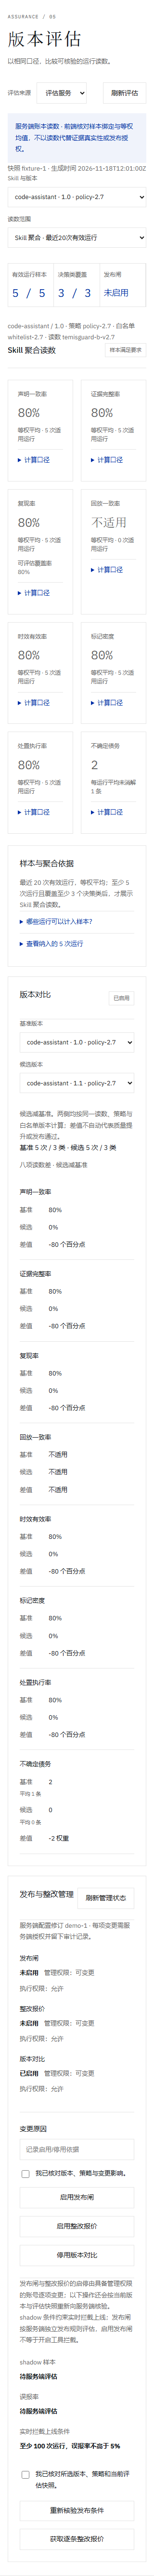 ASSURANCE / 05
版本评估
以相同口径，比较可核验的运行读数。
评估来源
评估服务
刷新评估
服务端账本读数 · 前端核对样本绑定与等权
均值，不以读数代替证据真实性或发布授
权。
快照 fixture-1 · 生成时间 2026-11-18T12:01:00Z
Skill 与版本
code-assistant · 1.0 · policy-2.7
读数范围
Skill 聚合 · 最近20次有效运行
有效运行样本
5 / 5
决策类覆盖
3 / 3
发布闸
未启用
code-assistant / 1.0 · 策略 policy-2.7 · 白名单
whitelist-2.7 · 读数 temisguard-b-v2.7
Skill 聚合读数
样本满足要求
声明一致率
80%
等权平均 · 5 次适
用运行
▶ 计算口径
证据完整率
80%
等权平均 · 5 次适
用运行
▶ 计算口径
复现率
80%
等权平均 · 5 次适
用运行
可评估覆盖率
80%
▶ 计算口径
回放一致率
不适用
等权平均 · 0 次适
用运行
▶ 计算口径
时效有效率
80%
等权平均 · 5 次适
用运行
▶ 计算口径
标记密度
80%
等权平均 · 5 次适
用运行
▶ 计算口径
处置执行率
80%
等权平均 · 5 次适
用运行
▶ 计算口径
不确定债务
2
每运行平均未消解
1 条
▶ 计算口径
样本与聚合依据
最近 20 次有效运行，等权平均；至少 5
次运行且覆盖至少 3 个决策类后，才展示
Skill 聚合读数。
▶ 哪些运行可以计入样本？
▶ 查看纳入的 5 次运行
版本对比
已启用
基准版本
code-assistant · 1.0 · policy-2.7
候选版本
code-assistant · 1.1 · policy-2.7
候选减基准。两侧均按同一读数、策略与
白名单版本计算；差值不自动代表质量提
升或发布通过。
基准 5 次 / 3 类 · 候选 5 次 / 3 类
八项读数差值 · 候选减基准
声明一致率
基准 80%
候选 0%
差值 -80 个百分点
证据完整率
基准 80%
候选 0%
差值 -80 个百分点
复现率
基准 80%
候选 0%
差值 -80 个百分点
回放一致率
基准 不适用
候选 不适用
差值 不适用
时效有效率
基准 80%
候选 0%
差值 -80 个百分点
标记密度
基准 80%
候选 0%
差值 -80 个百分点
处置执行率
基准 80%
候选 0%
差值 -80 个百分点
不确定债务
基准 2
平均 1 条
候选 0
平均 0 条
差值 -2 权重
发布与整改管理
刷新管理状态
服务端配置修订 demo-1 · 每项变更需服
务端授权并留下审计记录。
发布闸
未启用 管理权限：可变更
执行权限：允许
整改报价
未启用 管理权限：可变更
执行权限：允许
版本对比
已启用 管理权限：可变更
执行权限：允许
变更原因
记录启用/停用依据
我已核对版本、策略与变更影响。
启用发布闸
启用整改报价
停用版本对比
发布闸与整改报价的启停由具备管理权限
的账号逐项变更；以下操作还会按当前版
本与评估快照重新向服务端核验。
shadow 条件约束实时拦截上线；发布闸
按服务端独立发布规则评估，启用发布闸
不等于开启工具拦截。
shadow 样本
待服务端评估
误报率
待服务端评估
实时拦截上线条件
至少 100 次运行，误报率不高于 5%
我已核对所选版本、策略和当前评
估快照。
重新核验发布条件
获取逐条整改报价